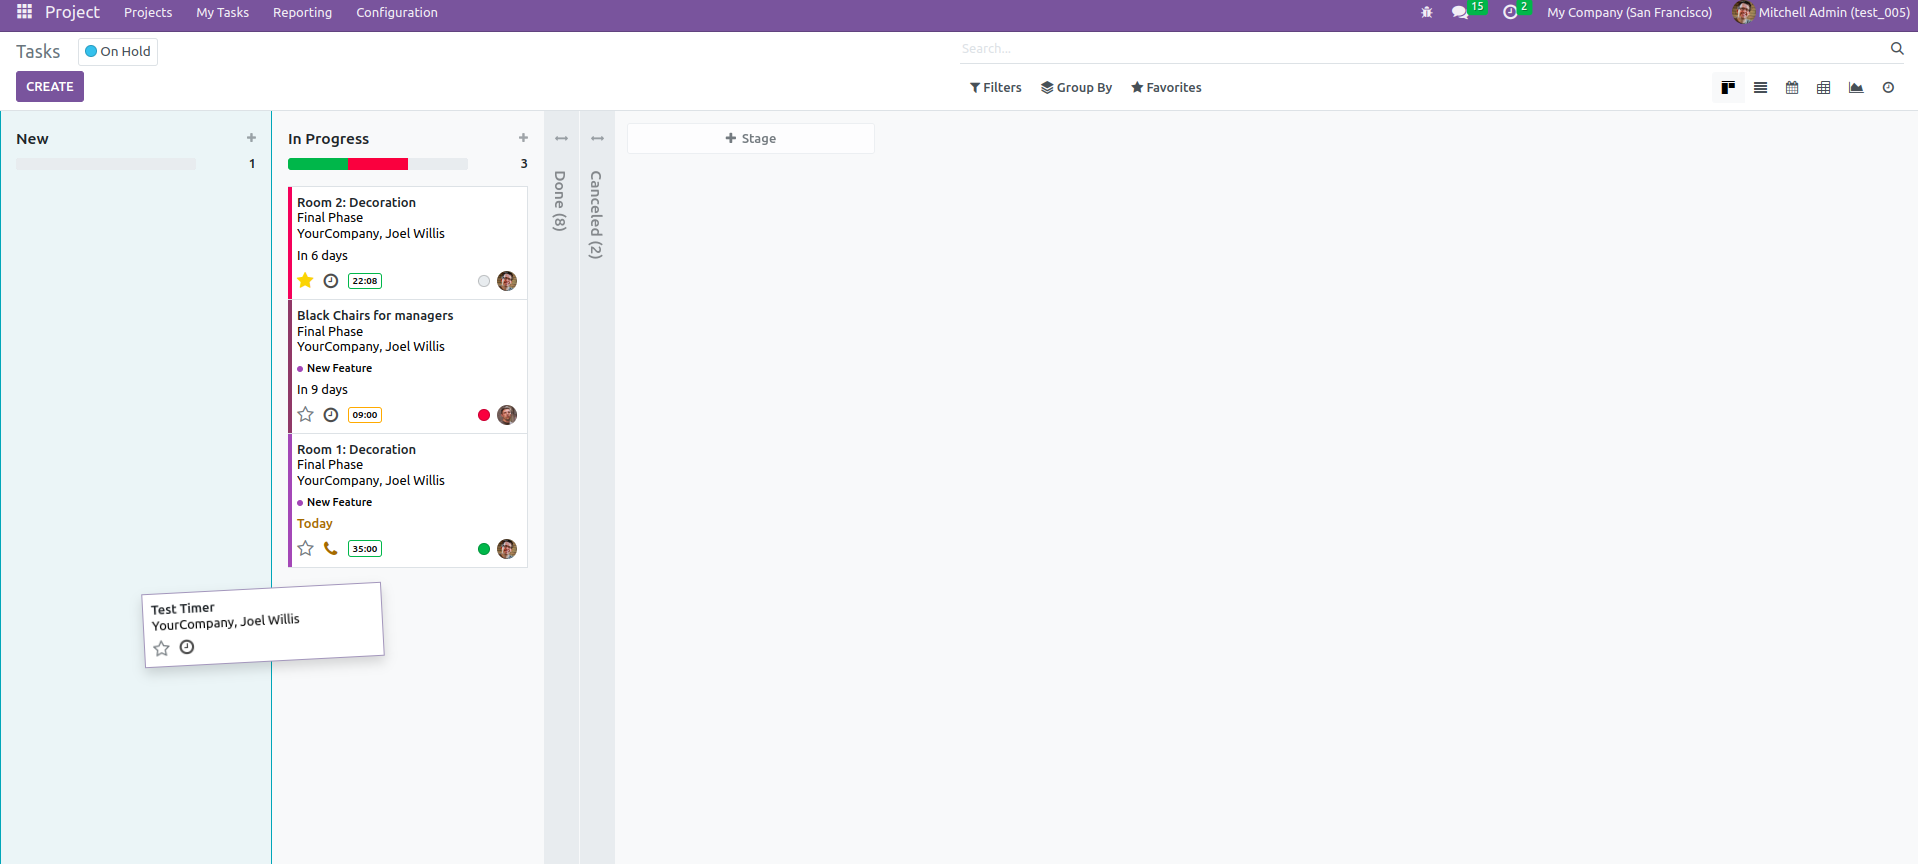 Project Projects My Tasks Reporting Configuration 15 2 My Company (San Francisco) Mitchell Admin (test_005)
Tasks On Hold Search...
CREATE Filters Group By Favorites
New + In Progress + Stage
1 3
Done (8)
Canceled (2)
Room 2: Decoration
Final Phase
YourCompany, Joel Willis
In 6 days
22:08
Black Chairs for managers
Final Phase
YourCompany, Joel Willis
New Feature
In 9 days
09:00
Room 1: Decoration
Final Phase
YourCompany, Joel Willis
New Feature
Today
35:00
Test Timer
YourCompany, Joel Willis